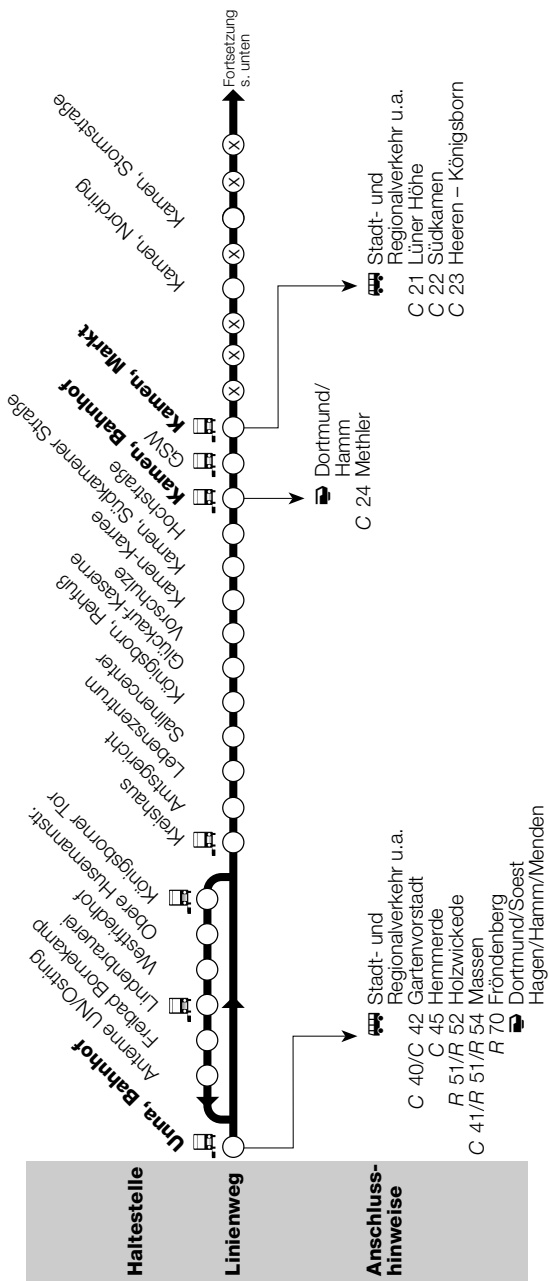 Haltestelle
Unna, Bahnhof
Antenne UN/Ostring
Freibad Bornekamp
Lindenbrauerei
Westfriedhof
Obere Husemannstr.
Königsborner Tor
Kreishaus
Amtsgericht
Lebenszentrum
Salinencenter
Königsborn, Rehfuß
Glückauf-Kaserne
Vorschulze
Kamen-Karree
Kamen, Südkamener Straße
Hochstraße
Kamen, Bahnhof
GSW
Kamen, Markt
Kamen, Nordring
Kamen, Stormstraße
Linienweg
X X X X X X
Fortsetzung
s. unten
Anschluss-
hinweise
Stadt- und
Regionalverkehr u.a.
C 40/C 42 Gartenvorstadt
C 45 Hemmerde
R 51/R 52 Holzwickede
C 41/R 51/R 54 Massen
R 70 Fröndenberg
Dortmund/Soest
Hagen/Hamm/Menden
Dortmund/
Hamm
C 24 Methler
Stadt- und
Regionalverkehr u.a.
C 21 Lüner Höhe
C 22 Südkamen
C 23 Heeren – Königsborn